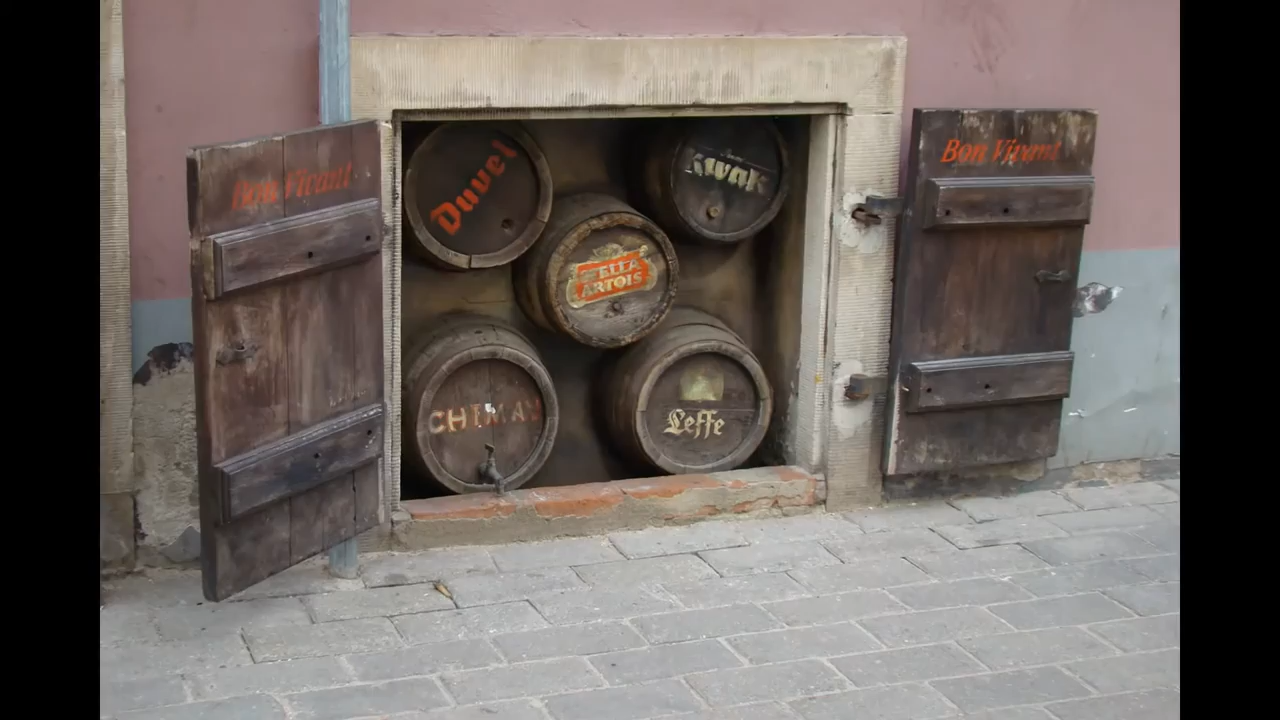 Bon Vivant
Bon Vivant
Duvel
Kwak
STELLA
ARTOIS
CHIMAY
Leffe